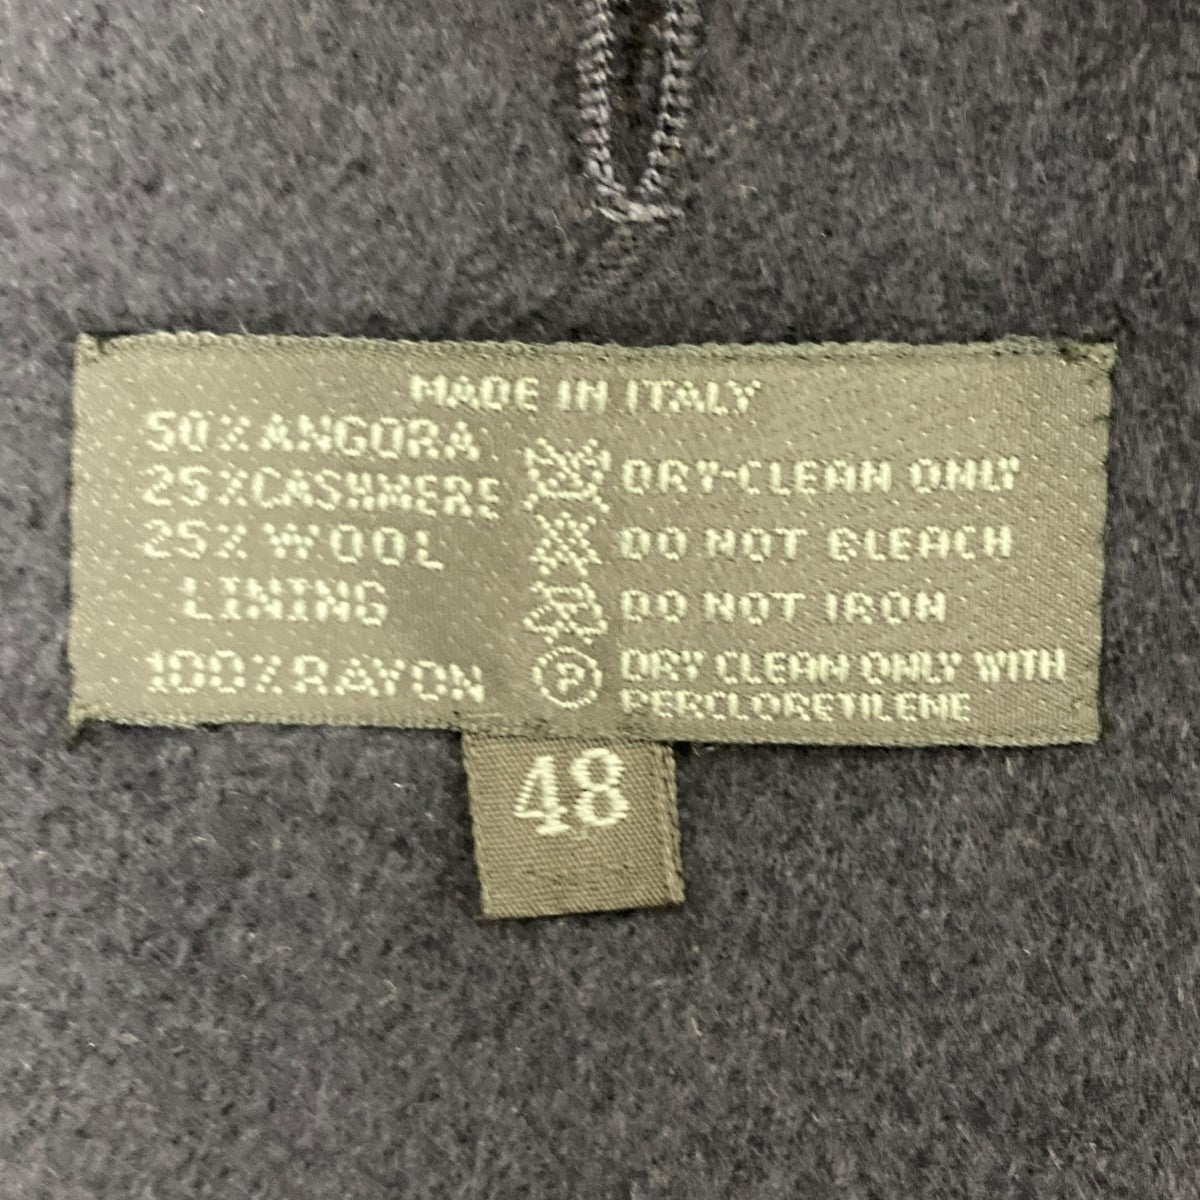 MADE IN ITALY
50%ANGORA
25%CASHMERE
25%WOOL
LINING
100%RAYON
DRY-CLEAN ONLY
DO NOT BLEACH
DO NOT IRON
P
DRY CLEAN ONLY WITH
PERCLORETILENE
48